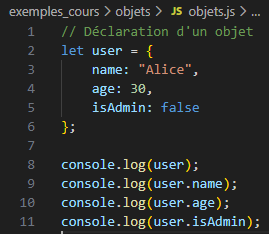 exemples_cours > objets > JS objets.js > ...
1 // Déclaration d'un objet
2 let user = {
3     name: "Alice",
4     age: 30,
5     isAdmin: false
6 };
7
8 console.log(user);
9 console.log(user.name);
10 console.log(user.age);
11 console.log(user.isAdmin);